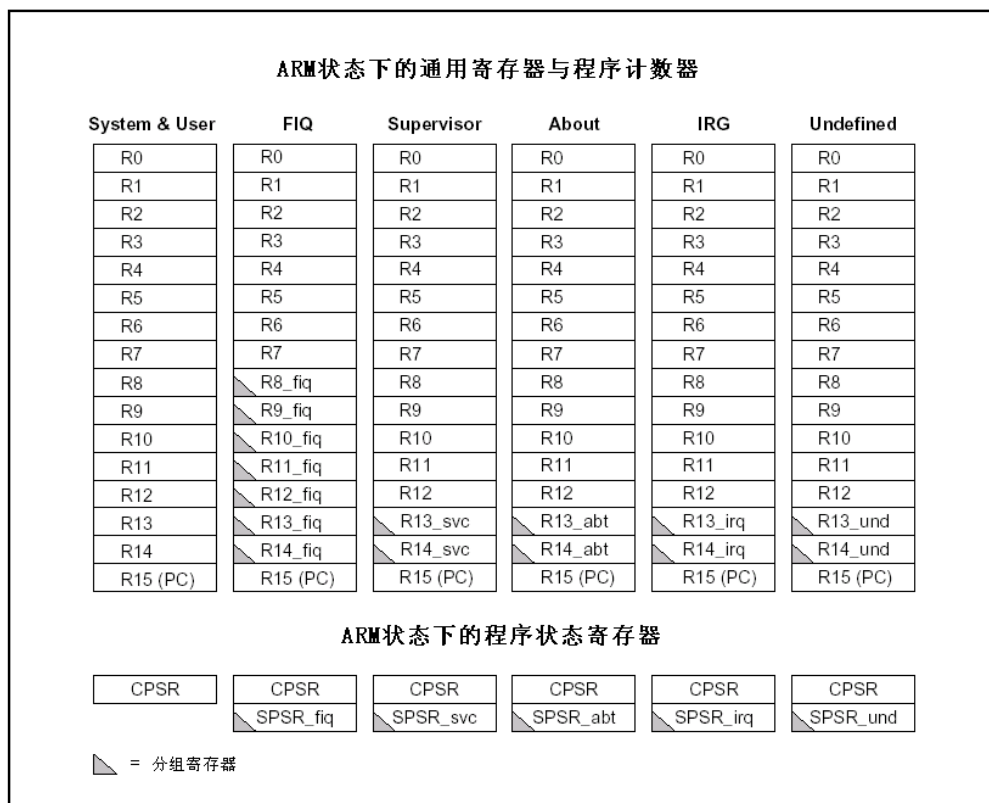 ARM状态下的通用寄存器与程序计数器
System & User FIQ Supervisor About IRG Undefined
R0 R0 R0 R0 R0 R0
R1 R1 R1 R1 R1 R1
R2 R2 R2 R2 R2 R2
R3 R3 R3 R3 R3 R3
R4 R4 R4 R4 R4 R4
R5 R5 R5 R5 R5 R5
R6 R6 R6 R6 R6 R6
R7 R7 R7 R7 R7 R7
R8 R8_fiq R8 R8 R8 R8
R9 R9_fiq R9 R9 R9 R9
R10 R10_fiq R10 R10 R10 R10
R11 R11_fiq R11 R11 R11 R11
R12 R12_fiq R12 R12 R12 R12
R13 R13_fiq R13_svc R13_abt R13_irq R13_und
R14 R14_fiq R14_svc R14_abt R14_irq R14_und
R15 (PC) R15 (PC) R15 (PC) R15 (PC) R15 (PC) R15 (PC)
ARM状态下的程序状态寄存器
CPSR CPSR CPSR CPSR CPSR CPSR
SPSR_fiq SPSR_svc SPSR_abt SPSR_irq SPSR_und
= 分组寄存器